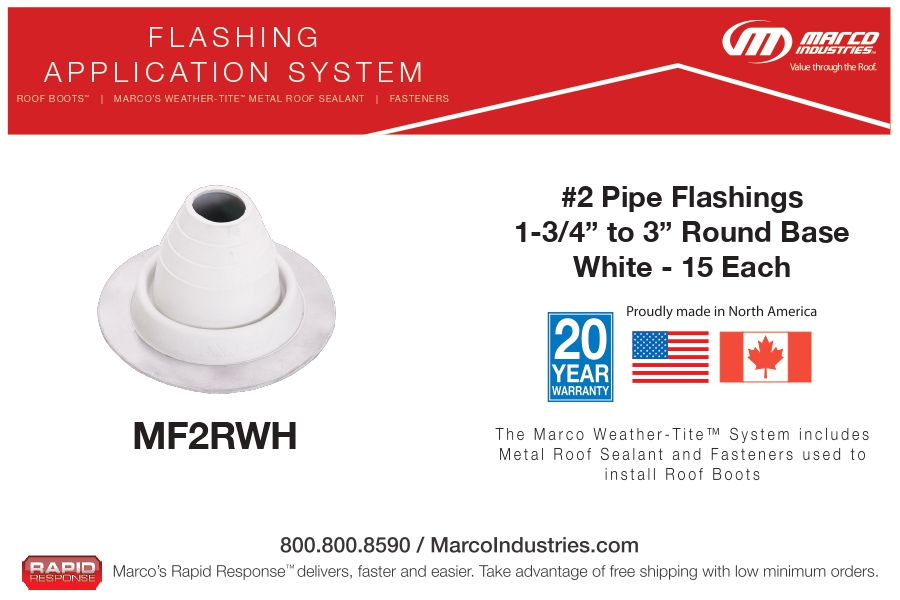 FLASHING
APPLICATION SYSTEM
ROOF BOOTS™ | MARCO'S WEATHER-TITE™ METAL ROOF SEALANT | FASTENERS
MARCO
INDUSTRIES™
Value through the Roof.
#2 Pipe Flashings
1-3/4” to 3” Round Base
White - 15 Each
Proudly made in North America
20
YEAR
WARRANTY
MF2RWH
The Marco Weather-Tite™ System includes
Metal Roof Sealant and Fasteners used to
install Roof Boots
800.800.8590 / MarcoIndustries.com
RAPID
RESPONSE
Marco’s Rapid Response™ delivers, faster and easier. Take advantage of free shipping with low minimum orders.